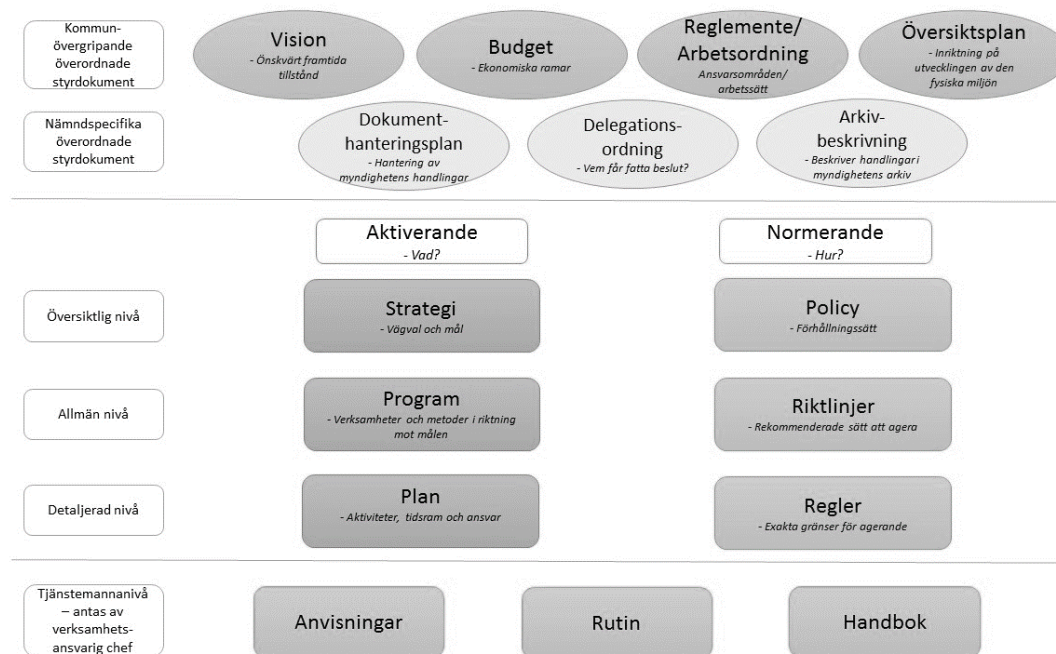 Kommun-
övergripande
överordnade
styrdokument
Vision
- Önskvärt framtida
tillstånd
Budget
- Ekonomiska ramar
Reglemente/
Arbetsordning
Ansvarsområden/
arbetssätt
Översiktsplan
- Inriktning på
utvecklingen av den
fysiska miljön
Nämndspecifika
överordnade
styrdokument
Dokument-
hanteringsplan
- Hantering av
myndighetens handlingar
Delegations-
ordning
- Vem får fatta beslut?
Arkiv-
beskrivning
- Beskriver handlingar i
myndighetens arkiv
Aktiverande
- Vad?
Normerande
- Hur?
Översiktlig nivå
Strategi
- Vägval och mål
Policy
- Förhållningssätt
Allmän nivå
Program
- Verksamheter och metoder i riktning
mot målen
Riktlinjer
- Rekommenderade sätt att agera
Detaljerad nivå
Plan
- Aktiviteter, tidsram och ansvar
Regler
- Exakta gränser för agerande
Tjänstemannanivå
– antas av
verksamhets-
ansvarig chef
Anvisningar
Rutin
Handbok